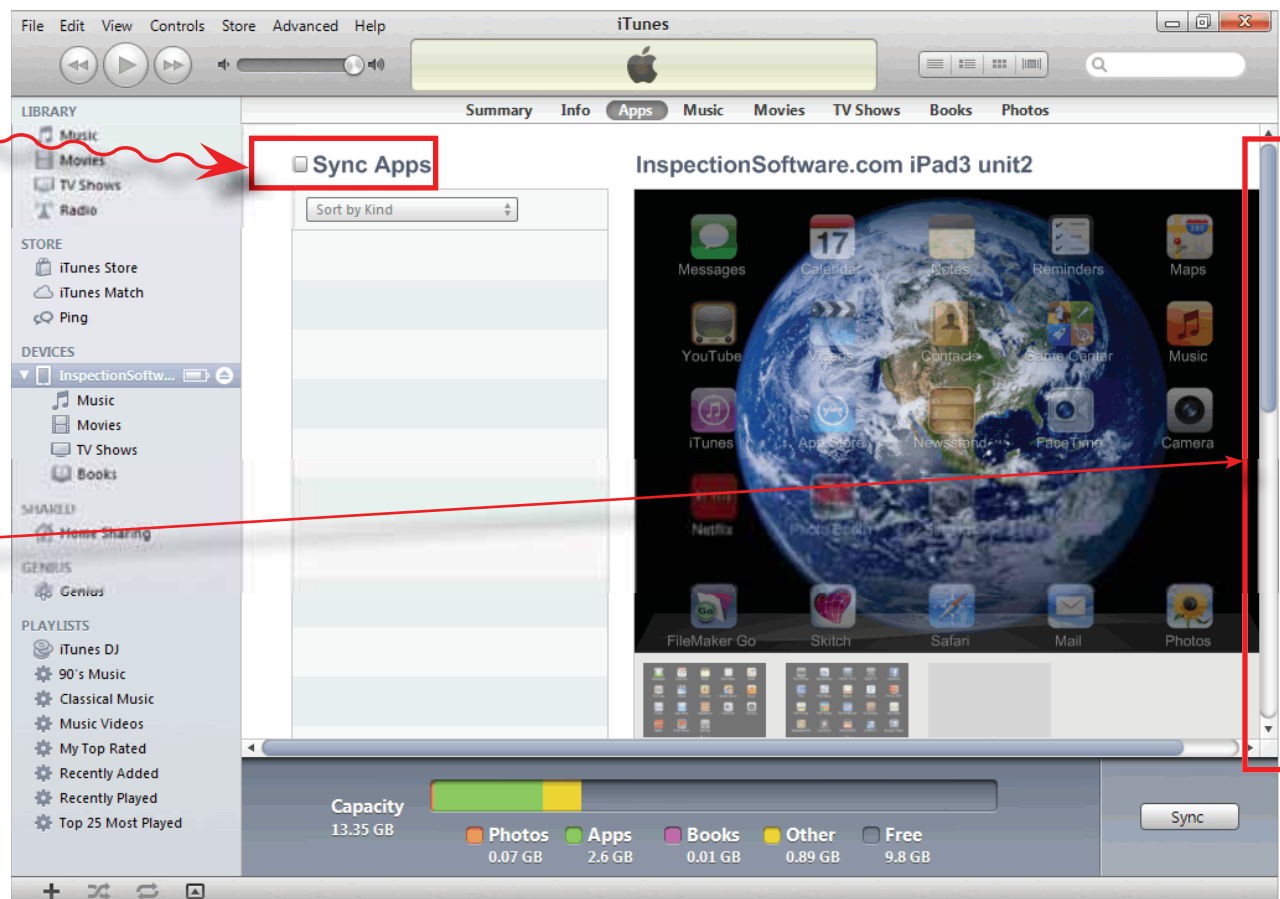 File Edit View Controls Store Advanced Help
iTunes
LIBRARY
Music
Movies
TV Shows
Radio
STORE
iTunes Store
iTunes Match
Ping
DEVICES
InspectionSoftw...
Music
Movies
TV Shows
Books
SHARED
Home Sharing
GENIUS
Genius
PLAYLISTS
iTunes DJ
90's Music
Classical Music
Music Videos
My Top Rated
Recently Added
Recently Played
Top 25 Most Played
Summary Info Apps Music Movies TV Shows Books Photos
Sync Apps
Sort by Kind
InspectionSoftware.com iPad3 unit2
17
280
Messages Calendar Notes Reminders Maps
YouTube Videos Contacts Game Center Music
iTunes App Store Newsstand FaceTime Camera
Netflix Photo Booth
Go
FileMaker Go Skitch Safari Mail Photos
Capacity
13.35 GB
Photos Apps Books Other Free
0.07 GB 2.6 GB 0.01 GB 0.89 GB 9.8 GB
Sync